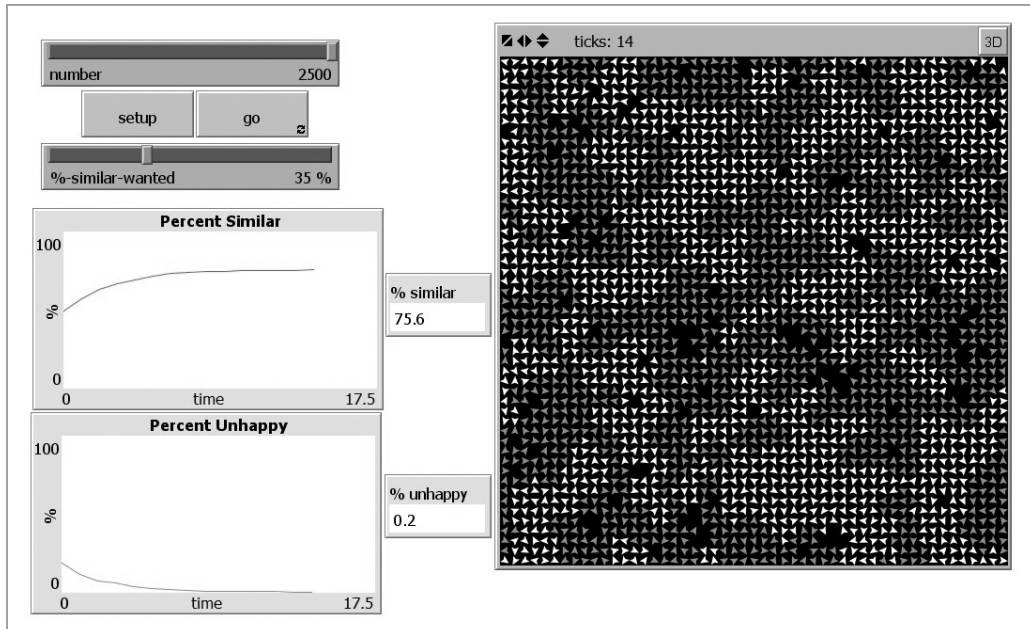 ticks: 14
3D
number 2500
setup
go
%-similar-wanted 35 %
Percent Similar
100
%
0
0 time 17.5
% similar
75.6
Percent Unhappy
100
%
0
0 time 17.5
% unhappy
0.2